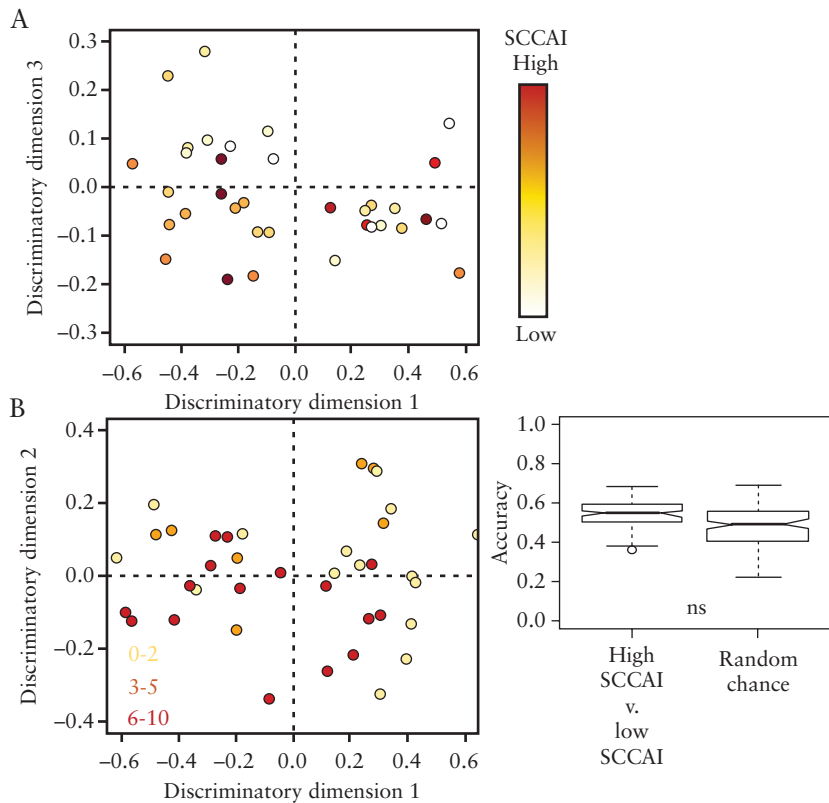 A
SCCAI
High
Low
Discriminatory dimension 3
0.3
0.2
0.1
0.0
–0.1
–0.2
–0.3
–0.6 –0.4 –0.2 0.0 0.2 0.4 0.6
Discriminatory dimension 1
B
Discriminatory dimension 2
0.4
0.2
0.0
–0.2
–0.4
0-2
3-5
6-10
–0.6 –0.4 –0.2 0.0 0.2 0.4 0.6
Discriminatory dimension 1
Accuracy
1.0
0.8
0.6
0.4
0.2
0.0
ns
High
SCCAI
v.
low
SCCAI
Random
chance